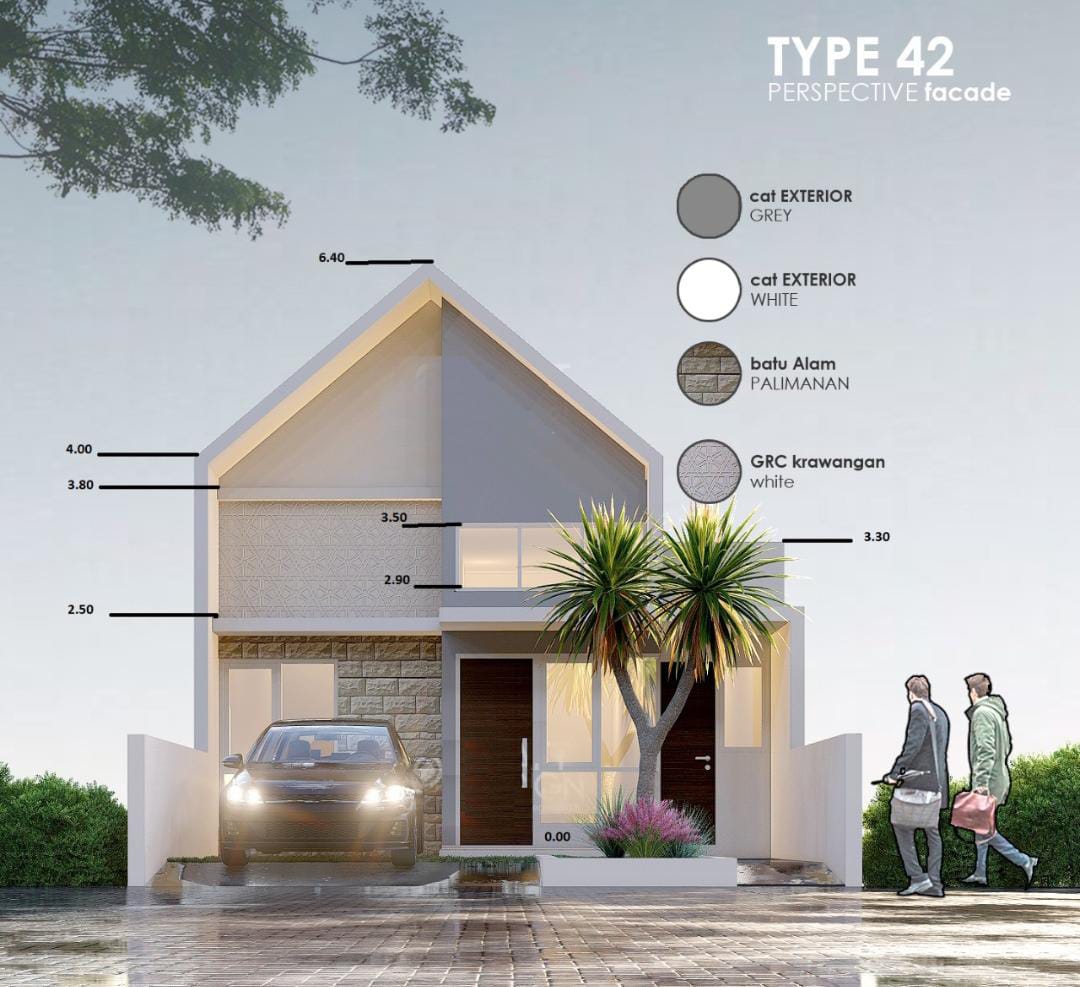 TYPE 42
PERSPECTIVE facade
cat EXTERIOR
GREY
cat EXTERIOR
WHITE
batu Alam
PALIMANAN
GRC krawangan
white
6.40
4.00
3.80
3.50
3.30
2.90
2.50
0.00